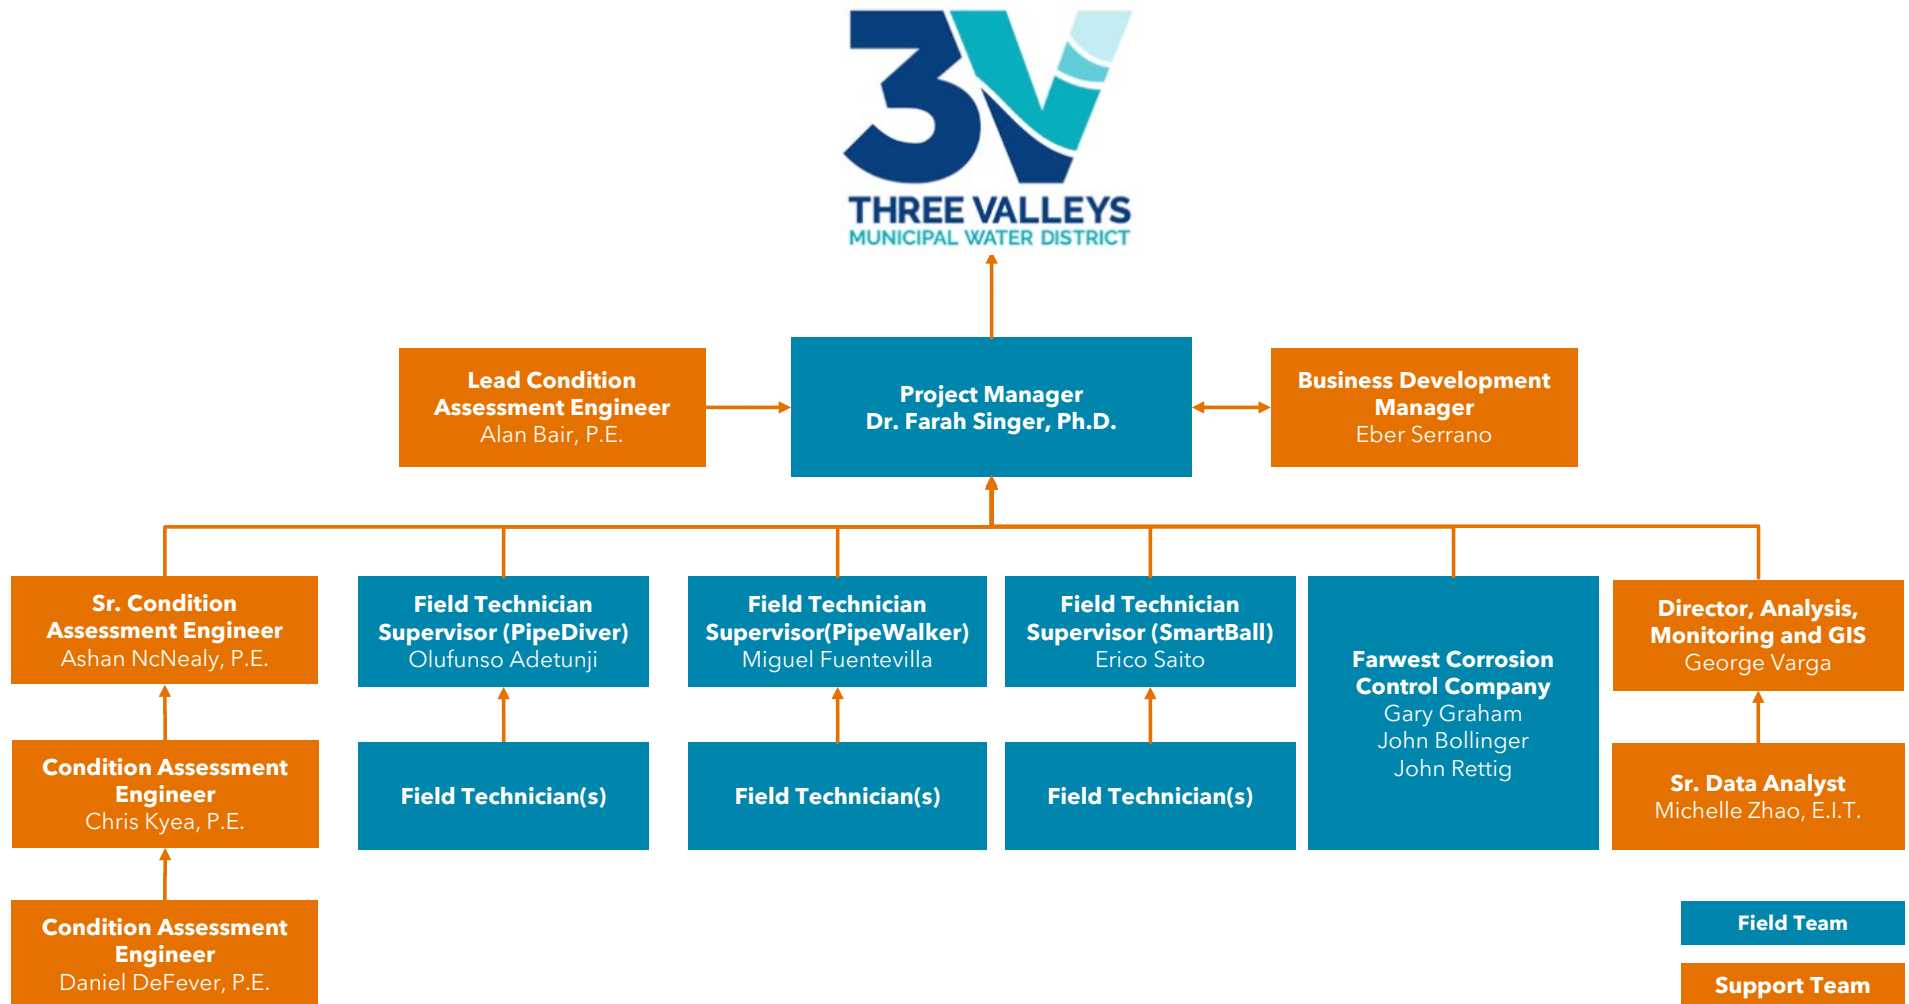 3V
THREE VALLEYS
MUNICIPAL WATER DISTRICT
Lead Condition
Assessment Engineer
Alan Bair, P.E.
Project Manager
Dr. Farah Singer, Ph.D.
Business Development
Manager
Eber Serrano
Sr. Condition
Assessment Engineer
Ashan NcNealy, P.E.
Field Technician
Supervisor (PipeDiver)
Olufunso Adetunji
Field Technician
Supervisor(PipeWalker)
Miguel Fuentevilla
Field Technician
Supervisor (SmartBall)
Erico Saito
Farwest Corrosion
Control Company
Gary Graham
John Bollinger
John Rettig
Director, Analysis,
Monitoring and GIS
George Varga
Condition Assessment
Engineer
Chris Kyea, P.E.
Field Technician(s)
Field Technician(s)
Field Technician(s)
Sr. Data Analyst
Michelle Zhao, E.I.T.
Condition Assessment
Engineer
Daniel DeFever, P.E.
Field Team
Support Team